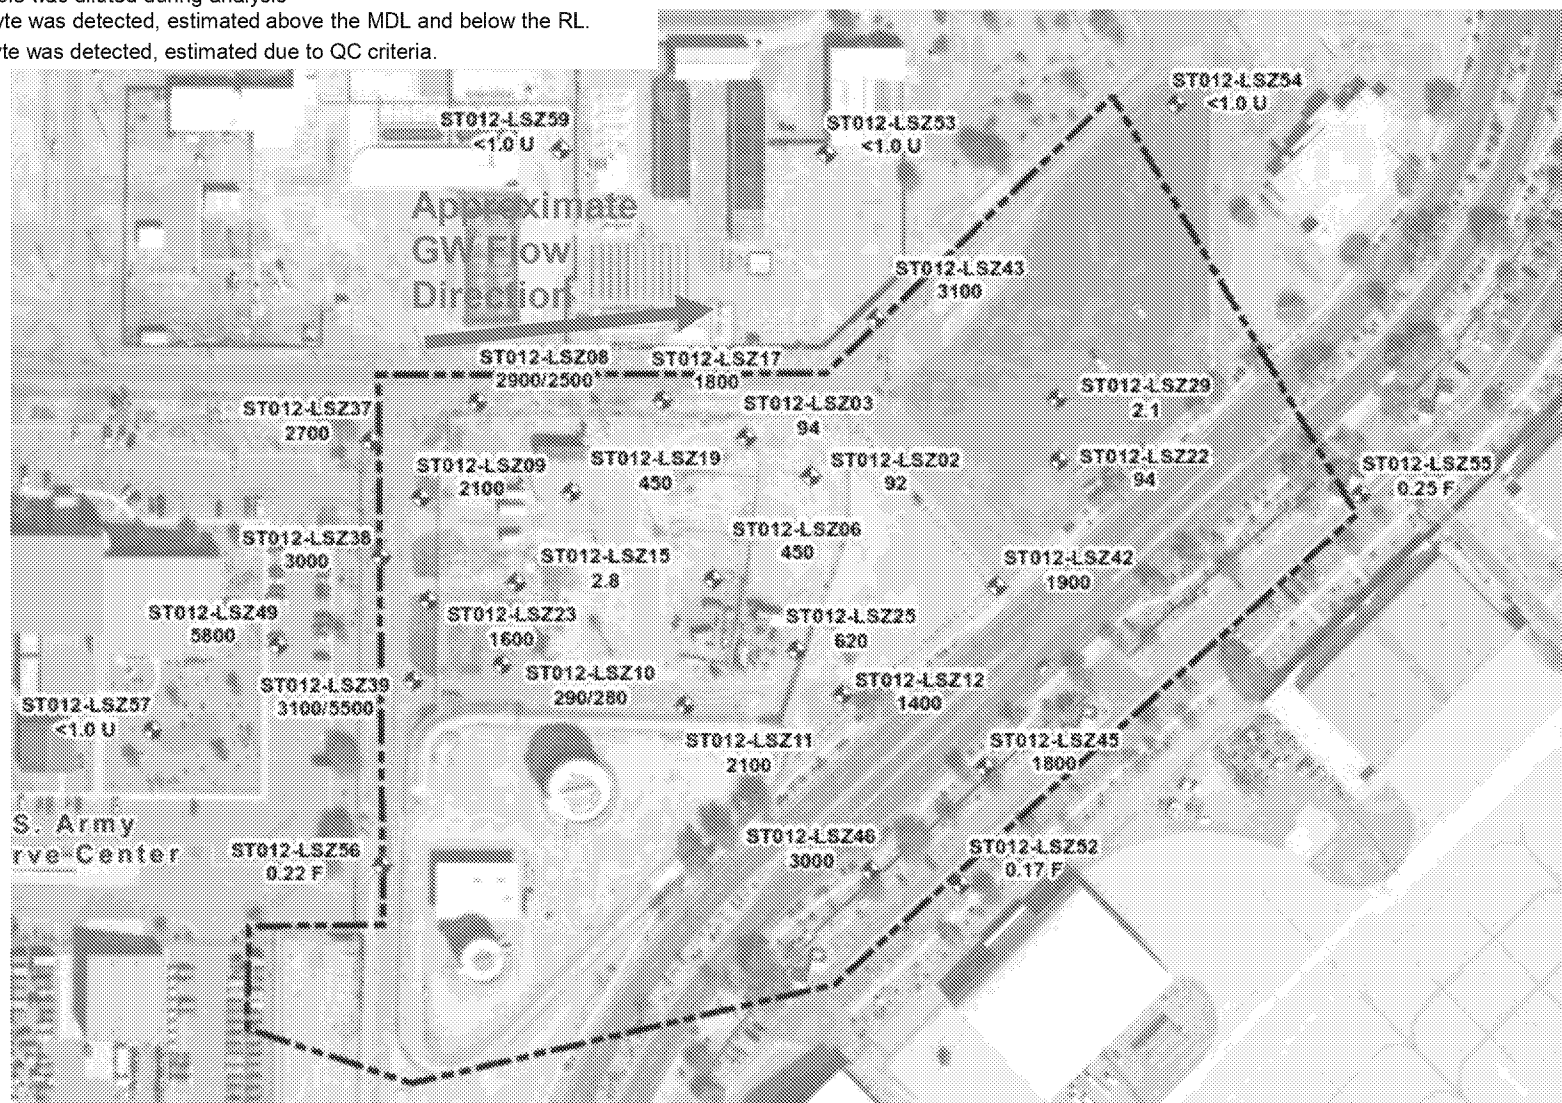 was diluted during analysis
was detected, estimated above the MDL and below the RL.
was detected, estimated due to QC criteria.
ST012-LSZ54
<1.0 U
ST012-LSZ59
<1.0 U
ST012-LSZ53
<1.0 U
Approximate
GW Flow
Direction
ST012-LSZ43
3100
ST012-LSZ08
2900/2500
ST012-LSZ17
1800
ST012-LSZ37
2700
ST012-LSZ03
94
ST012-LSZ29
2.1
ST012-LSZ09
2100
ST012-LSZ19
450
ST012-LSZ02
92
ST012-LSZ22
94
ST012-LSZ55
0.25 F
ST012-LSZ38
3000
ST012-LSZ06
450
ST012-LSZ15
2.8
ST012-LSZ42
1900
ST012-LSZ49
5800
ST012-LSZ23
1600
ST012-LSZ25
620
ST012-LSZ39
3100/5500
ST012-LSZ10
290/280
ST012-LSZ12
1400
ST012-LSZ57
<1.0 U
ST012-LSZ11
2100
ST012-LSZ45
1800
S. Army
rve Center
ST012-LSZ56
0.22 F
ST012-LSZ46
3000
ST012-LSZ52
0.17 F